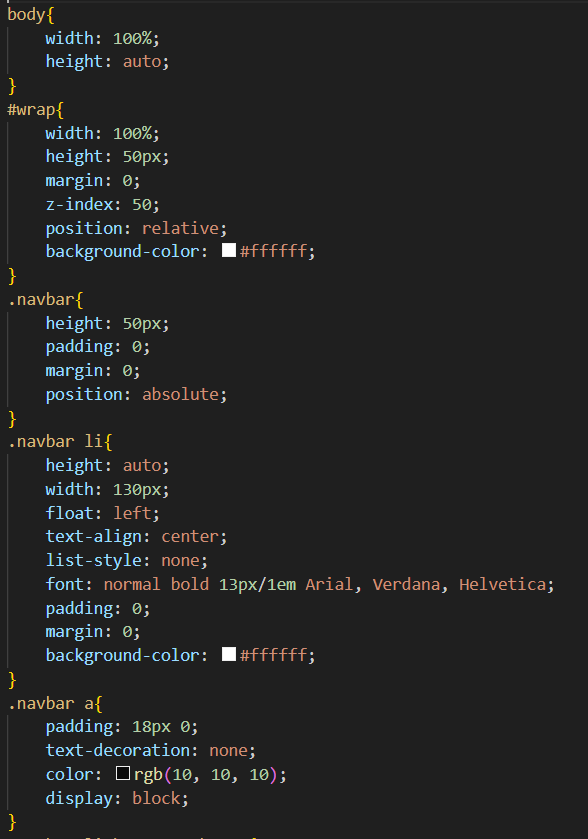 body{
    width: 100%;
    height: auto;
}
#wrap{
    width: 100%;
    height: 50px;
    margin: 0;
    z-index: 50;
    position: relative;
    background-color: #ffffff;
}
.navbar{
    height: 50px;
    padding: 0;
    margin: 0;
    position: absolute;
}
.navbar li{
    height: auto;
    width: 130px;
    float: left;
    text-align: center;
    list-style: none;
    font: normal bold 13px/1em Arial, Verdana, Helvetica;
    padding: 0;
    margin: 0;
    background-color: #ffffff;
}
.navbar a{
    padding: 18px 0;
    text-decoration: none;
    color: rgb(10, 10, 10);
    display: block;
}